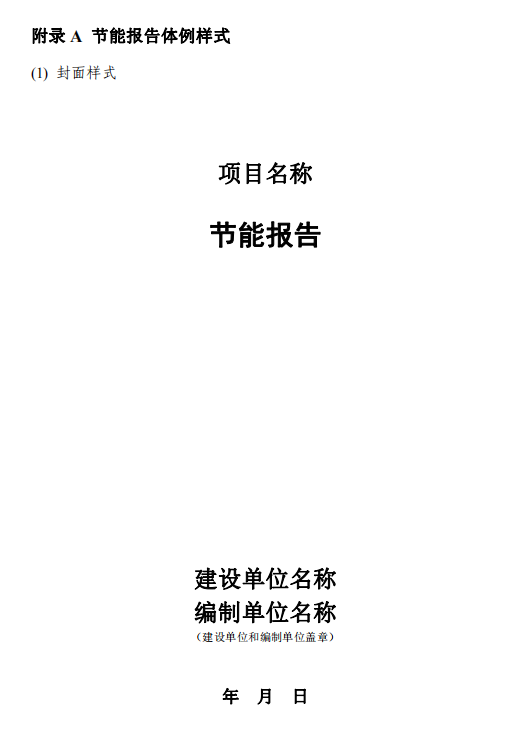 附录 A 节能报告体例样式
(1) 封面样式
项目名称
节能报告
建设单位名称
编制单位名称
（建设单位和编制单位盖章）
年 月 日